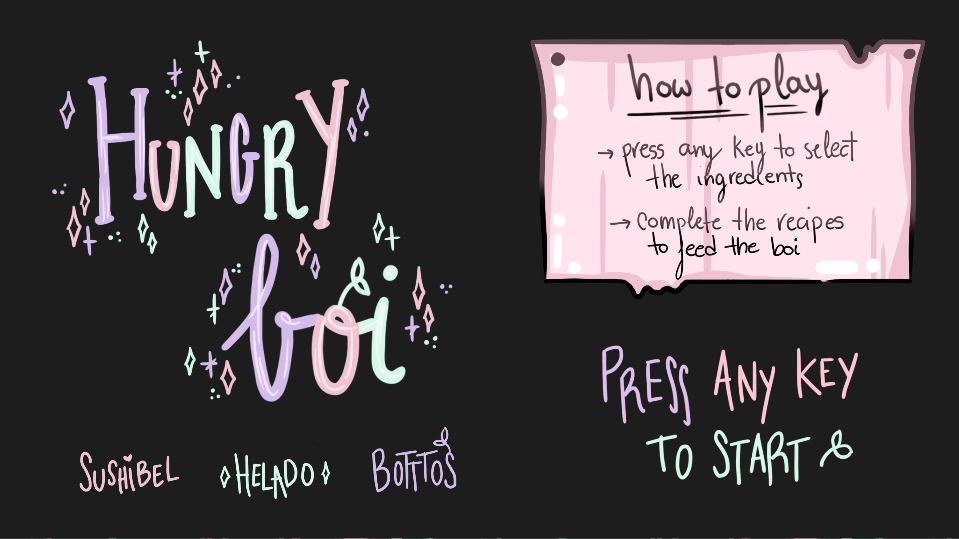 HUNGRY
boi
SUSHIBEL HELADO BOTITOS
how to play
→ press any key to select
the ingredients
→ complete the recipes
to feed the boi
PRESS ANY KEY
TO START